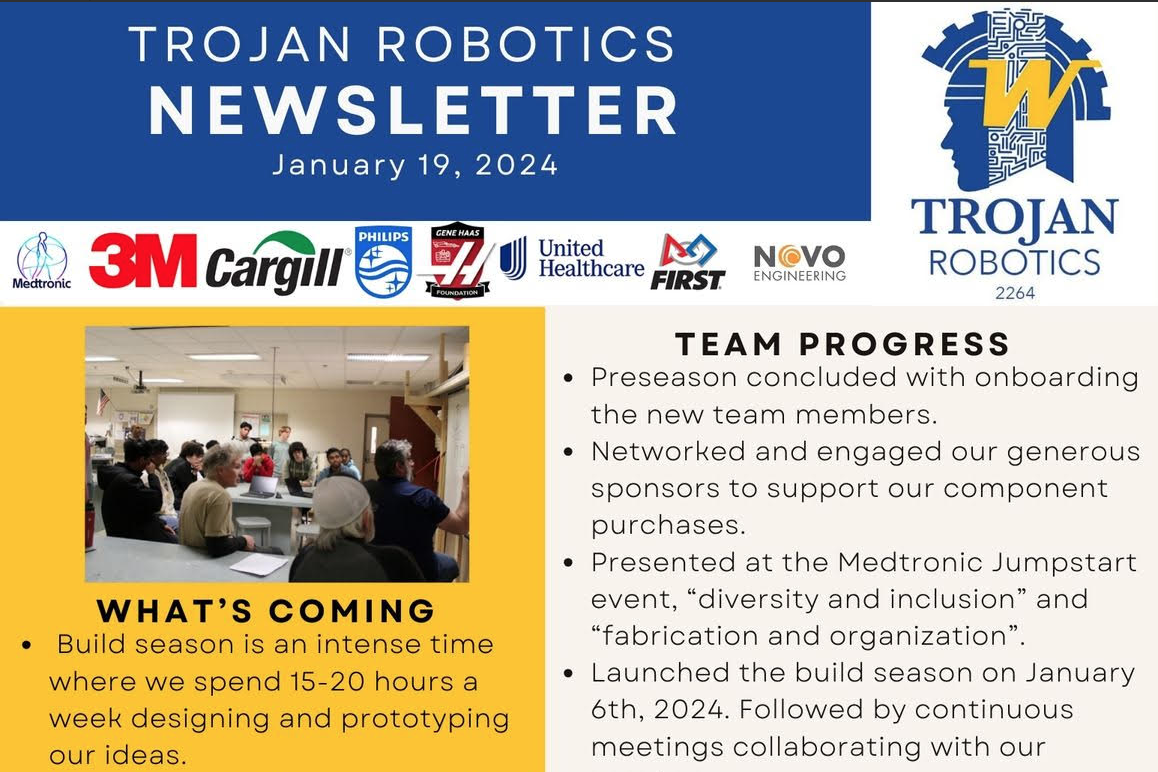 TROJAN ROBOTICS
NEWSLETTER
January 19, 2024
W
TROJAN
ROBOTICS
2264
Medtronic
3M
Cargill®
PHILIPS
GENE HAAS
H
FOUNDATION
United
Healthcare
FIRST
NOVO
ENGINEERING
WHAT’S COMING
• Build season is an intense time
where we spend 15-20 hours a
week designing and prototyping
our ideas.
TEAM PROGRESS
• Preseason concluded with onboarding
the new team members.
• Networked and engaged our generous
sponsors to support our component
purchases.
• Presented at the Medtronic Jumpstart
event, “diversity and inclusion” and
“fabrication and organization”.
• Launched the build season on January
6th, 2024. Followed by continuous
meetings collaborating with our